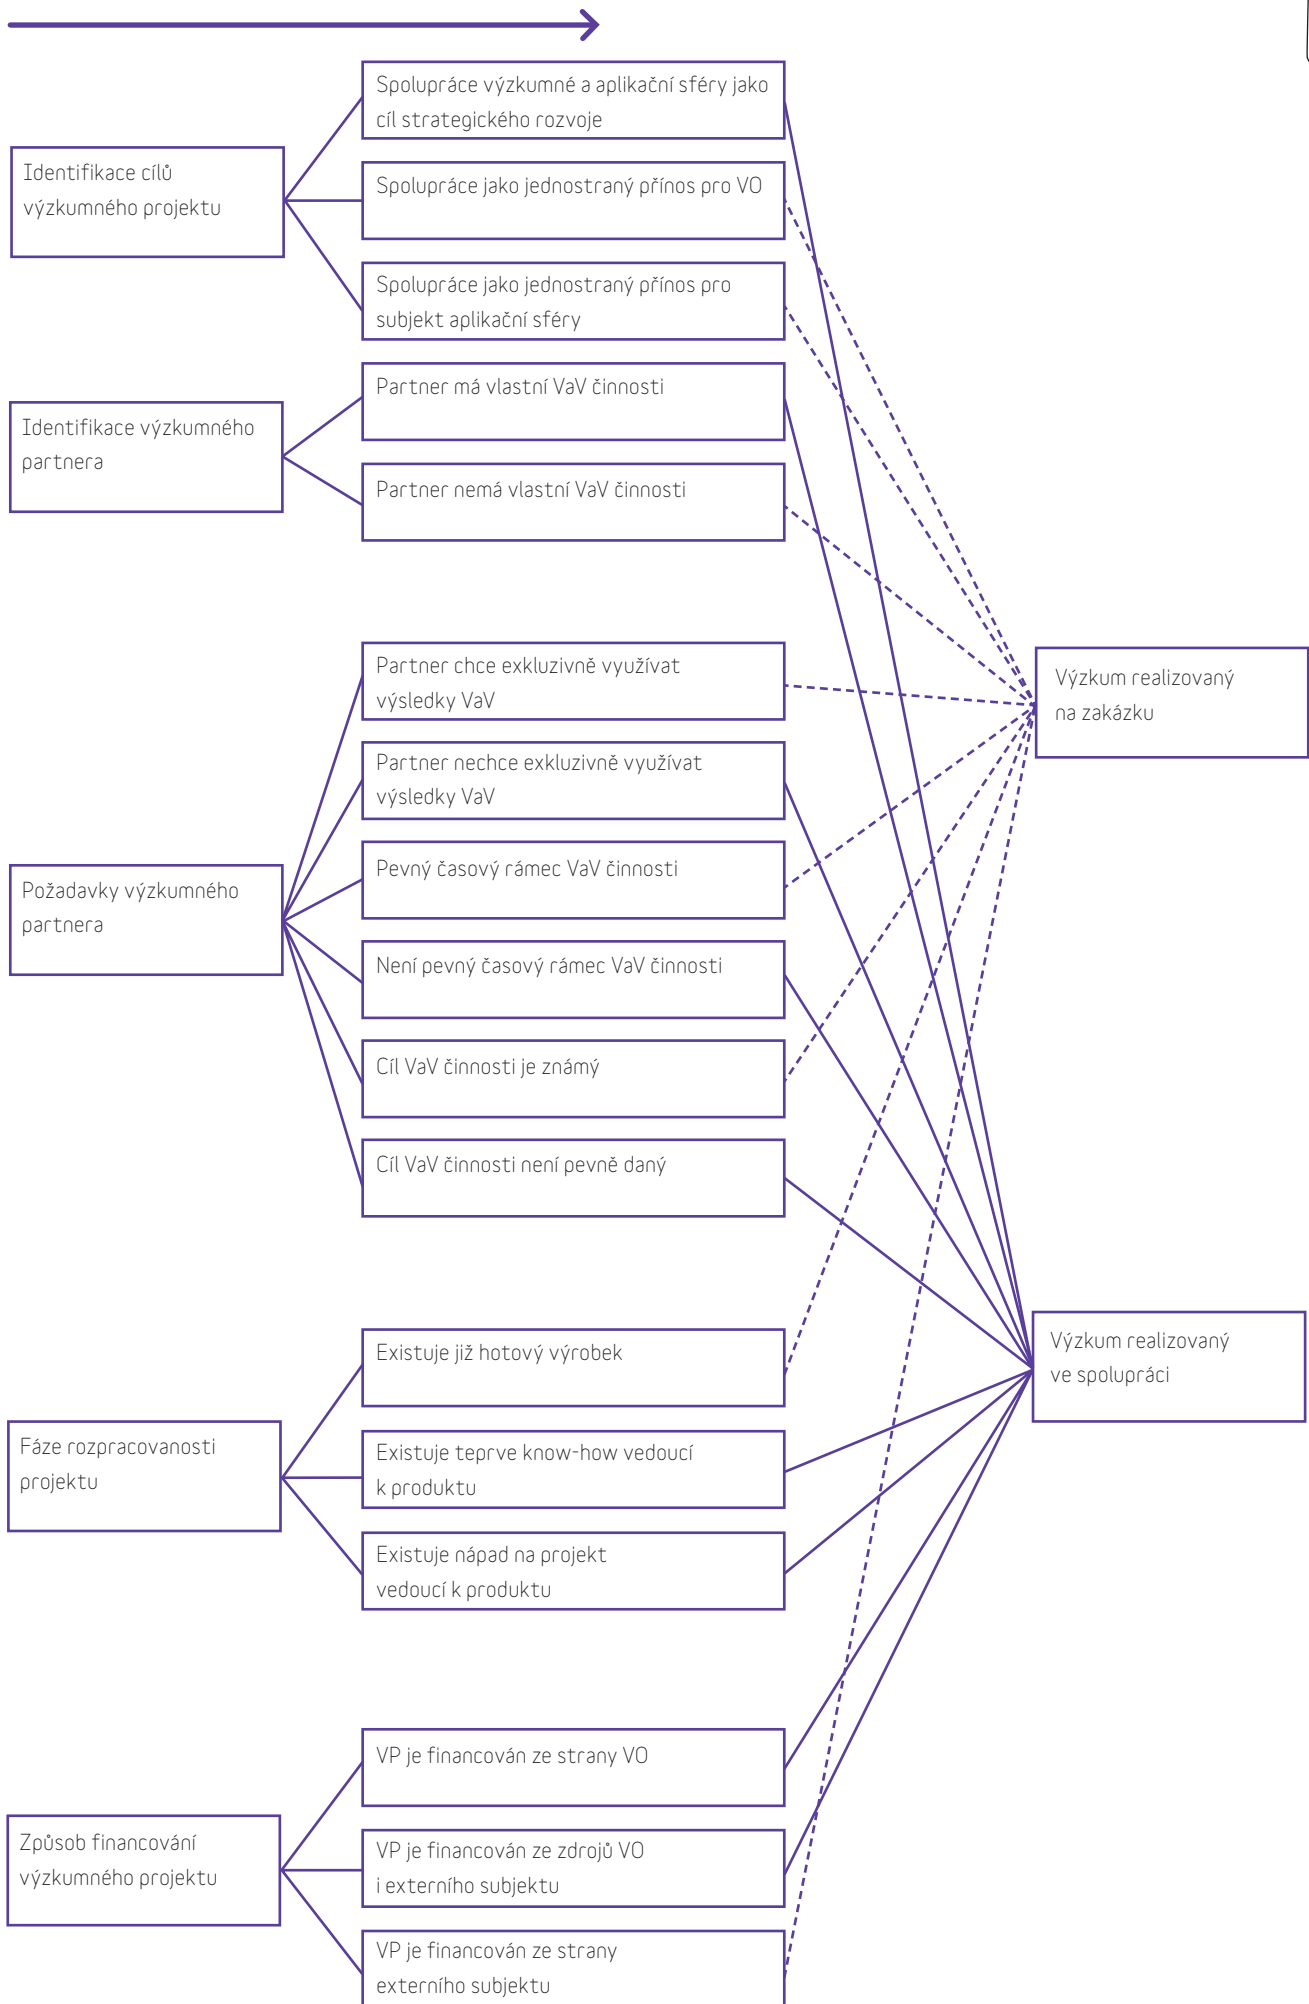 Identifikace cílů
výzkumného projektu
Spolupráce výzkumné a aplikační sféry jako
cíl strategického rozvoje
Spolupráce jako jednostraný přínos pro VO
Spolupráce jako jednostraný přínos pro
subjekt aplikační sféry
Identifikace výzkumného
partnera
Partner má vlastní VaV činnosti
Partner nemá vlastní VaV činnosti
Požadavky výzkumného
partnera
Partner chce exkluzivně využívat
výsledky VaV
Partner nechce exkluzivně využívat
výsledky VaV
Pevný časový rámec VaV činnosti
Není pevný časový rámec VaV činnosti
Cíl VaV činnosti je známý
Cíl VaV činnosti není pevně daný
Fáze rozpracovanosti
projektu
Existuje již hotový výrobek
Existuje teprve know-how vedoucí
k produktu
Existuje nápad na projekt
vedoucí k produktu
Způsob financování
výzkumného projektu
VP je financován ze strany VO
VP je financován ze zdrojů VO
i externího subjektu
VP je financován ze strany
externího subjektu
Výzkum realizovaný
na zakázku
Výzkum realizovaný
ve spolupráci